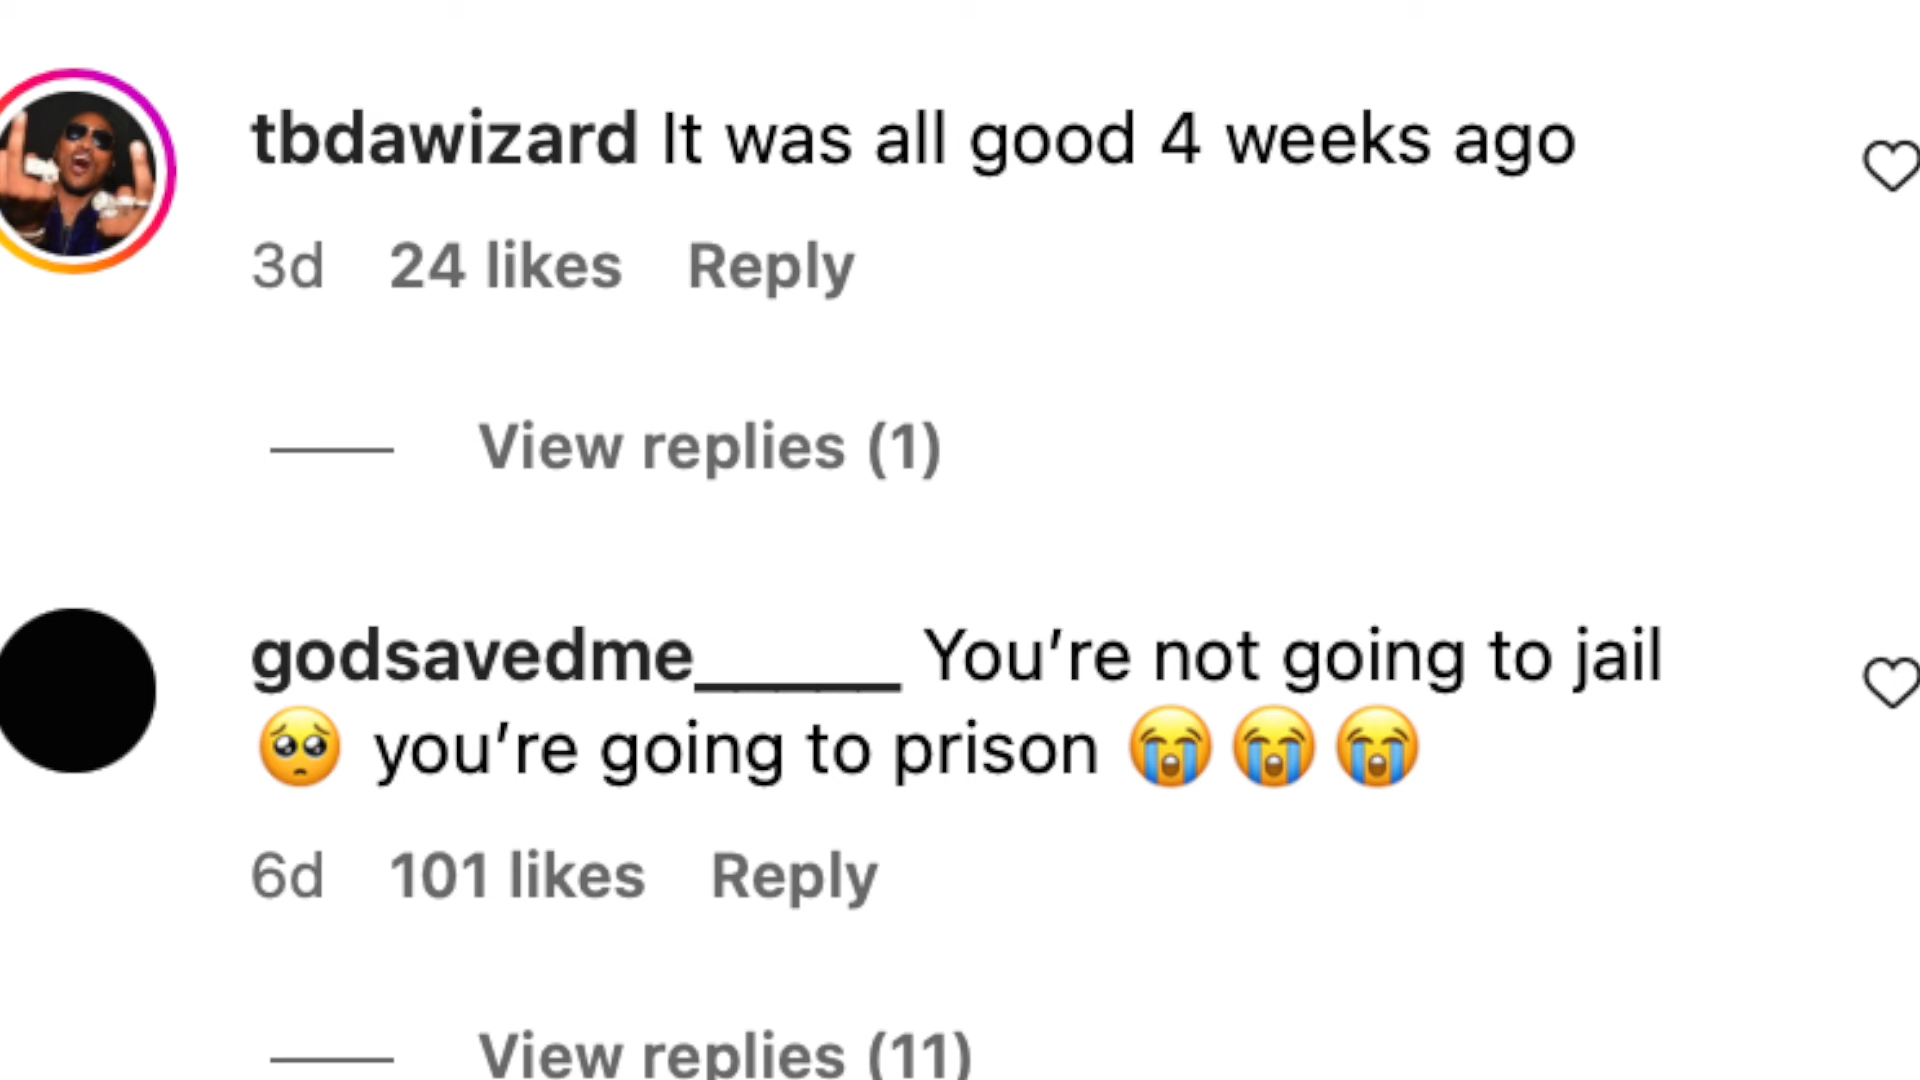 tbdawizard It was all good 4 weeks ago
3d 24 likes Reply
View replies (1)
godsavedme_____ You’re not going to jail
🥺 you’re going to prison 😭😭😭
6d 101 likes Reply
View replies (11)